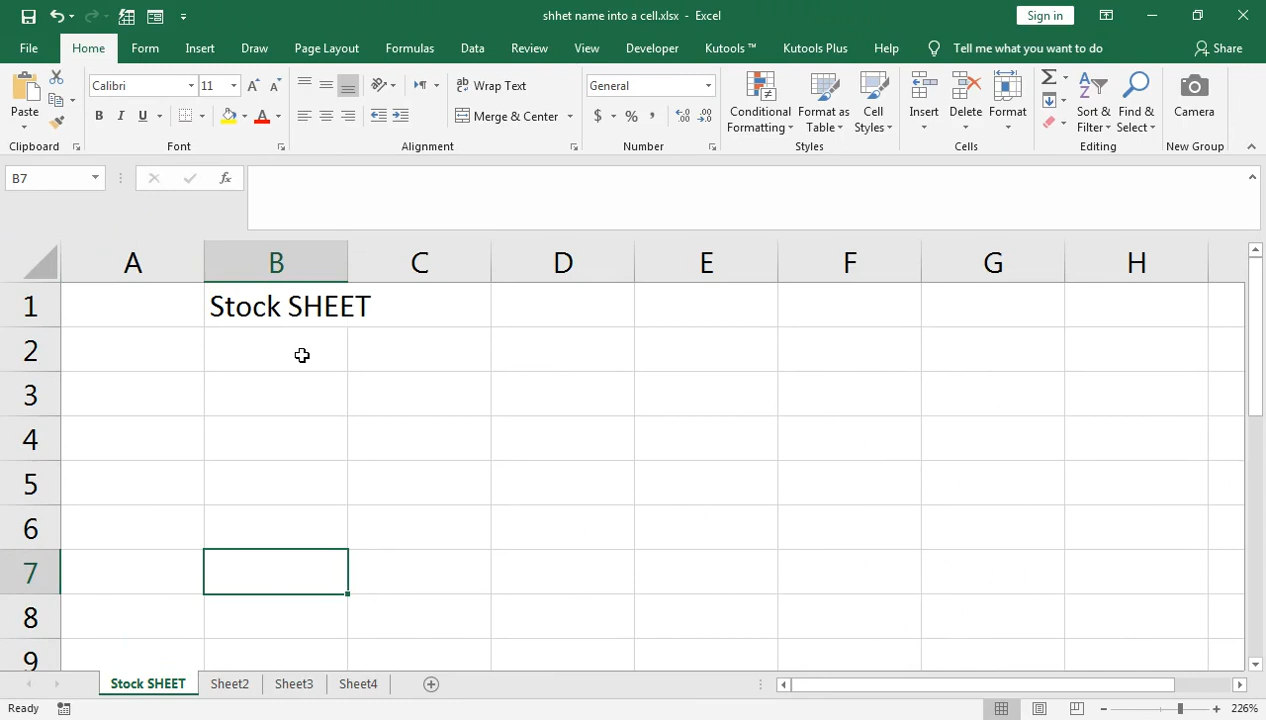 shhet name into a cell.xlsx - Excel
Sign in
File Home Form Insert Draw Page Layout Formulas Data Review View Developer Kutools ™ Kutools Plus Help Tell me what you want to do Share
Paste
Clipboard
Calibri 11
B I U A
Font
ab Wrap Text
Merge & Center
Alignment
General
$ % ,
Number
Conditional Formatting
Format as Table
Cell Styles
Styles
Insert
Delete
Format
Cells
Sort & Filter
Find & Select
Editing
Camera
New Group
B7 fx
A B C D E F G H
1 Stock SHEET
2
3
4
5
6
7
8
9
Stock SHEET Sheet2 Sheet3 Sheet4
Ready 226%